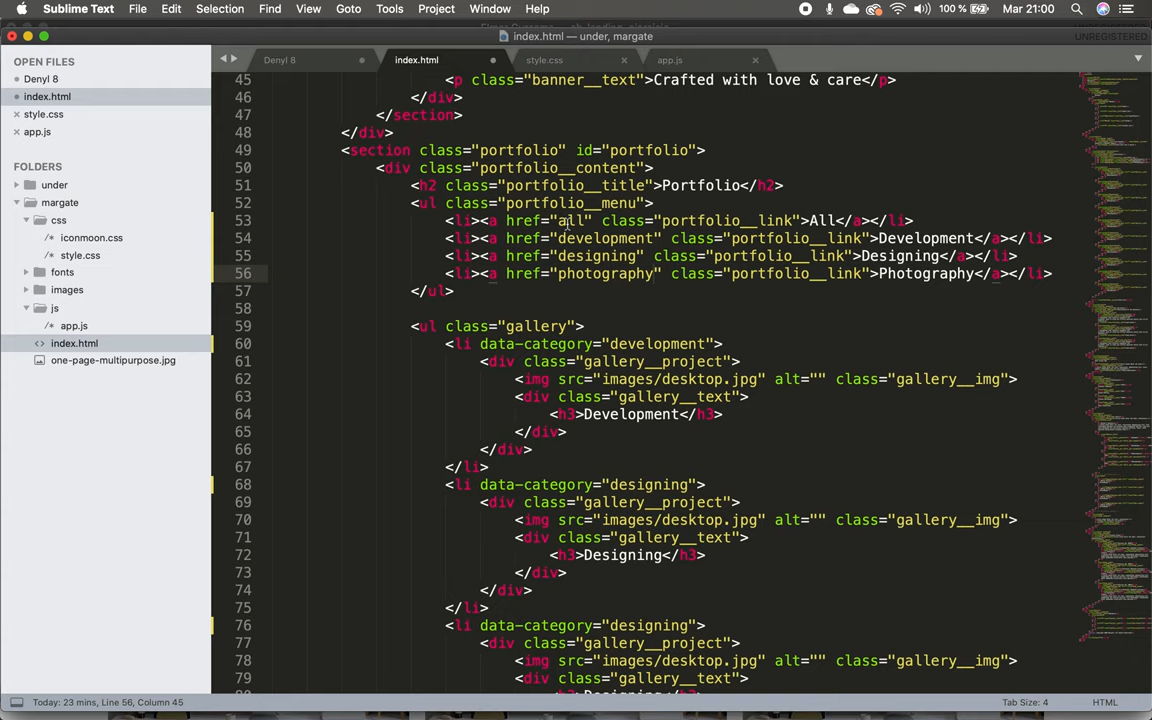 Sublime Text File Edit Selection Find View Goto Tools Project Window Help 100 % Mar 21:00
index.html — under, margate UNREGISTERED
OPEN FILES
Denyl 8
index.html
style.css
app.js
FOLDERS
under
margate
css
/* iconmoon.css
/* style.css
fonts
images
js
/* app.js
<> index.html
one-page-multipurpose.jpg
Denyl 8 index.html style.css app.js
45 <p class="banner__text">Crafted with love & care</p>
46 </div>
47 </section>
48 </div>
49 <section class="portfolio" id="portfolio">
50 <div class="portfolio__content">
51 <h2 class="portfolio__title">Portfolio</h2>
52 <ul class="portfolio__menu">
53 <li><a href="all" class="portfolio__link">All</a></li>
54 <li><a href="development" class="portfolio__link">Development</a></li>
55 <li><a href="designing" class="portfolio__link">Designing</a></li>
56 <li><a href="photography" class="portfolio__link">Photography</a></li>
57 </ul>
58
59 <ul class="gallery">
60 <li data-category="development">
61 <div class="gallery__project">
62 <img src="images/desktop.jpg" alt="" class="gallery__img">
63 <div class="gallery__text">
64 <h3>Development</h3>
65 </div>
66 </div>
67 </li>
68 <li data-category="designing">
69 <div class="gallery__project">
70 <img src="images/desktop.jpg" alt="" class="gallery__img">
71 <div class="gallery__text">
72 <h3>Designing</h3>
73 </div>
74 </div>
75 </li>
76 <li data-category="designing">
77 <div class="gallery__project">
78 <img src="images/desktop.jpg" alt="" class="gallery__img">
79 <div class="gallery__text">
<h3>Designing</h3>
Today: 23 mins, Line 56, Column 45 Tab Size: 4 HTML